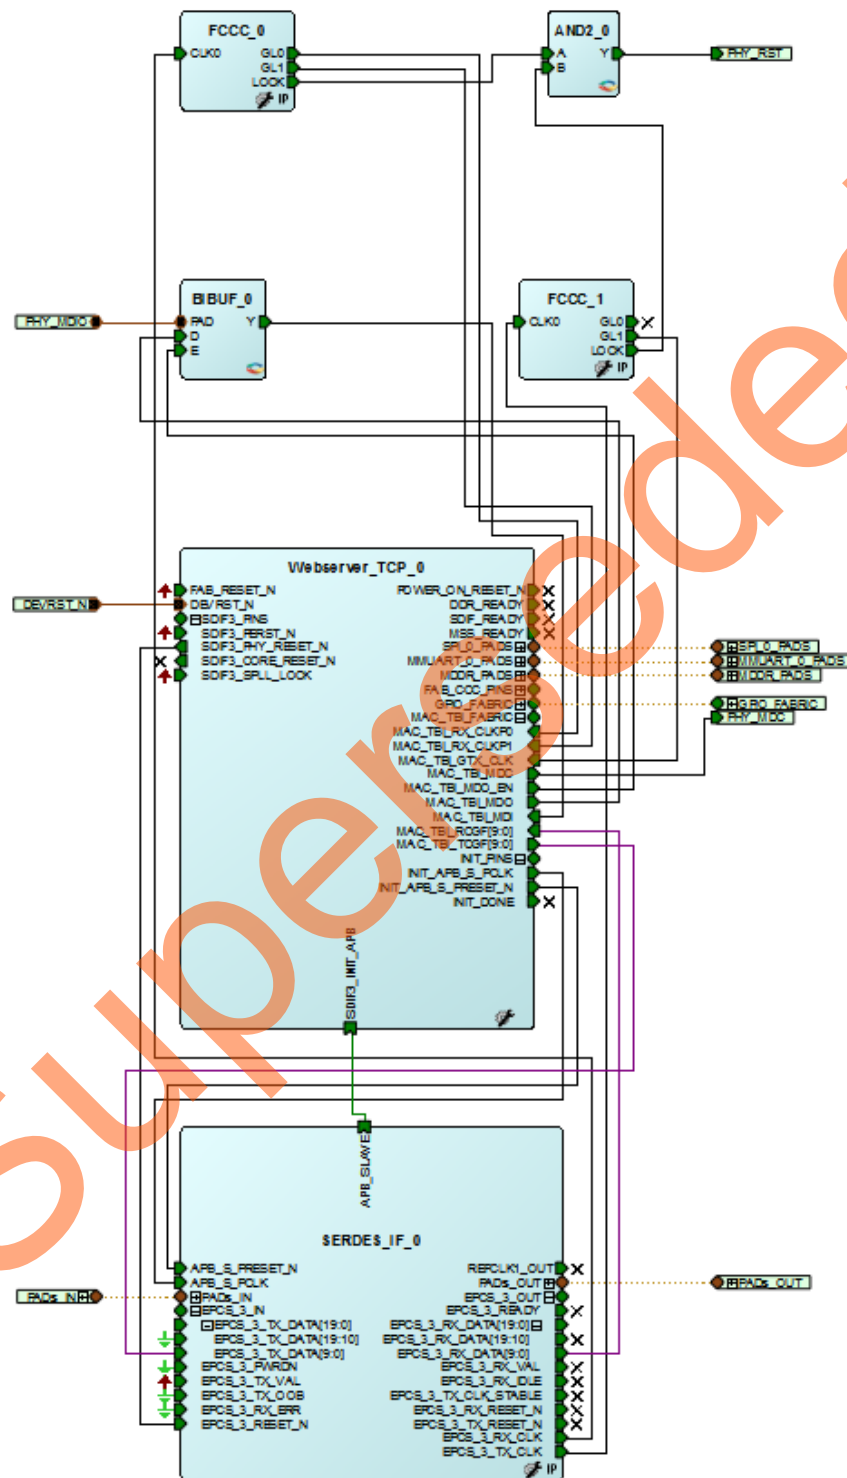 FCCC_0
CLK0
GL0
GL1
LOCK
IP
AND2_0
A
B
Y
PHY_RST
BIBUF_0
PHY_MDIO
PAD
D
E
Y
FCCC_1
CLK0
GL0
GL1
LOCK
IP
Webserver_TCP_0
DEVRST_N
FAB_RESET_N
DEVRST_N
SDIF3_PINS
SDIF3_PERST_N
SDIF3_PHY_RESET_N
SDIF3_CORE_RESET_N
SDIF3_SPLL_LOCK
POWER_ON_RESET_N
DDR_READY
SDIF_READY
MSS_READY
SPI_0_PADS
MMUART_0_PADS
MDDR_PADS
FAB_CCC_PINS
GPIO_FABRIC
MAC_TBI_FABRIC
MAC_TBI_RX_CLKP0
MAC_TBI_RX_CLKP1
MAC_TBI_GTX_CLK
MAC_TBI_MDC
MAC_TBI_MDO_EN
MAC_TBI_MDO
MAC_TBI_MDI
MAC_TBI_RCGF[9:0]
MAC_TBI_TCGF[9:0]
INIT_PINS
INIT_APB_S_PCLK
INIT_APB_S_PRESET_N
INIT_DONE
SDIF3_INIT_APB
SPI_0_PADS
MMUART_0_PADS
MDDR_PADS
GPIO_FABRIC
PHY_MDC
APB_SLAVE
SERDES_IF_0
PADs_IN
APB_S_PRESET_N
APB_S_PCLK
PADs_IN
EPCS_3_IN
EPCS_3_TX_DATA[19:0]
EPCS_3_TX_DATA[19:10]
EPCS_3_TX_DATA[9:0]
EPCS_3_PWRDN
EPCS_3_TX_VAL
EPCS_3_TX_OOB
EPCS_3_RX_ERR
EPCS_3_RESET_N
REFCLK1_OUT
PADs_OUT
EPCS_3_OUT
EPCS_3_READY
EPCS_3_RX_DATA[19:0]
EPCS_3_RX_DATA[19:10]
EPCS_3_RX_DATA[9:0]
EPCS_3_RX_VAL
EPCS_3_RX_IDLE
EPCS_3_TX_CLK_STABLE
EPCS_3_RX_RESET_N
EPCS_3_TX_RESET_N
EPCS_3_RX_CLK
EPCS_3_TX_CLK
IP
PADs_OUT
Superseded